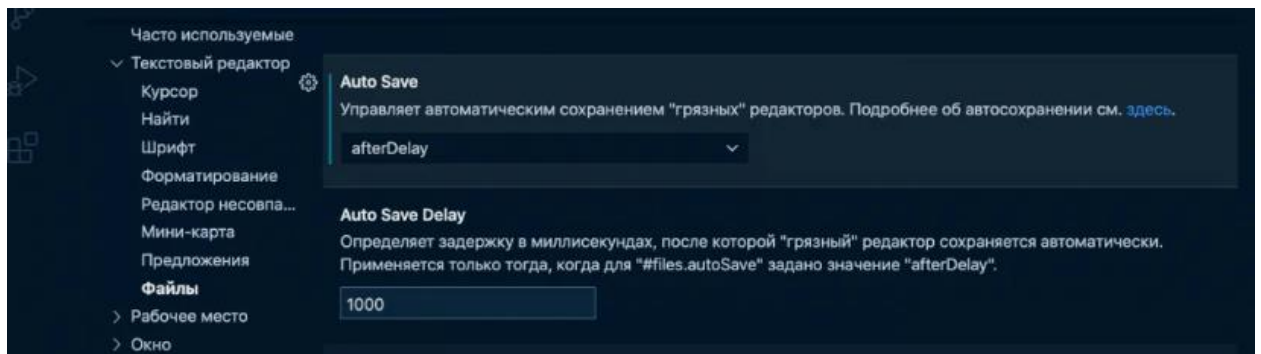 Часто используемые
Текстовый редактор
Курсор
Найти
Шрифт
Форматирование
Редактор несовпа...
Мини-карта
Предложения
Файлы
Рабочее место
Окно
Auto Save
Управляет автоматическим сохранением "грязных" редакторов. Подробнее об автосохранении см. здесь.
afterDelay
Auto Save Delay
Определяет задержку в миллисекундах, после которой "грязный" редактор сохраняется автоматически.
Применяется только тогда, когда для "#files.autoSave" задано значение "afterDelay".
1000